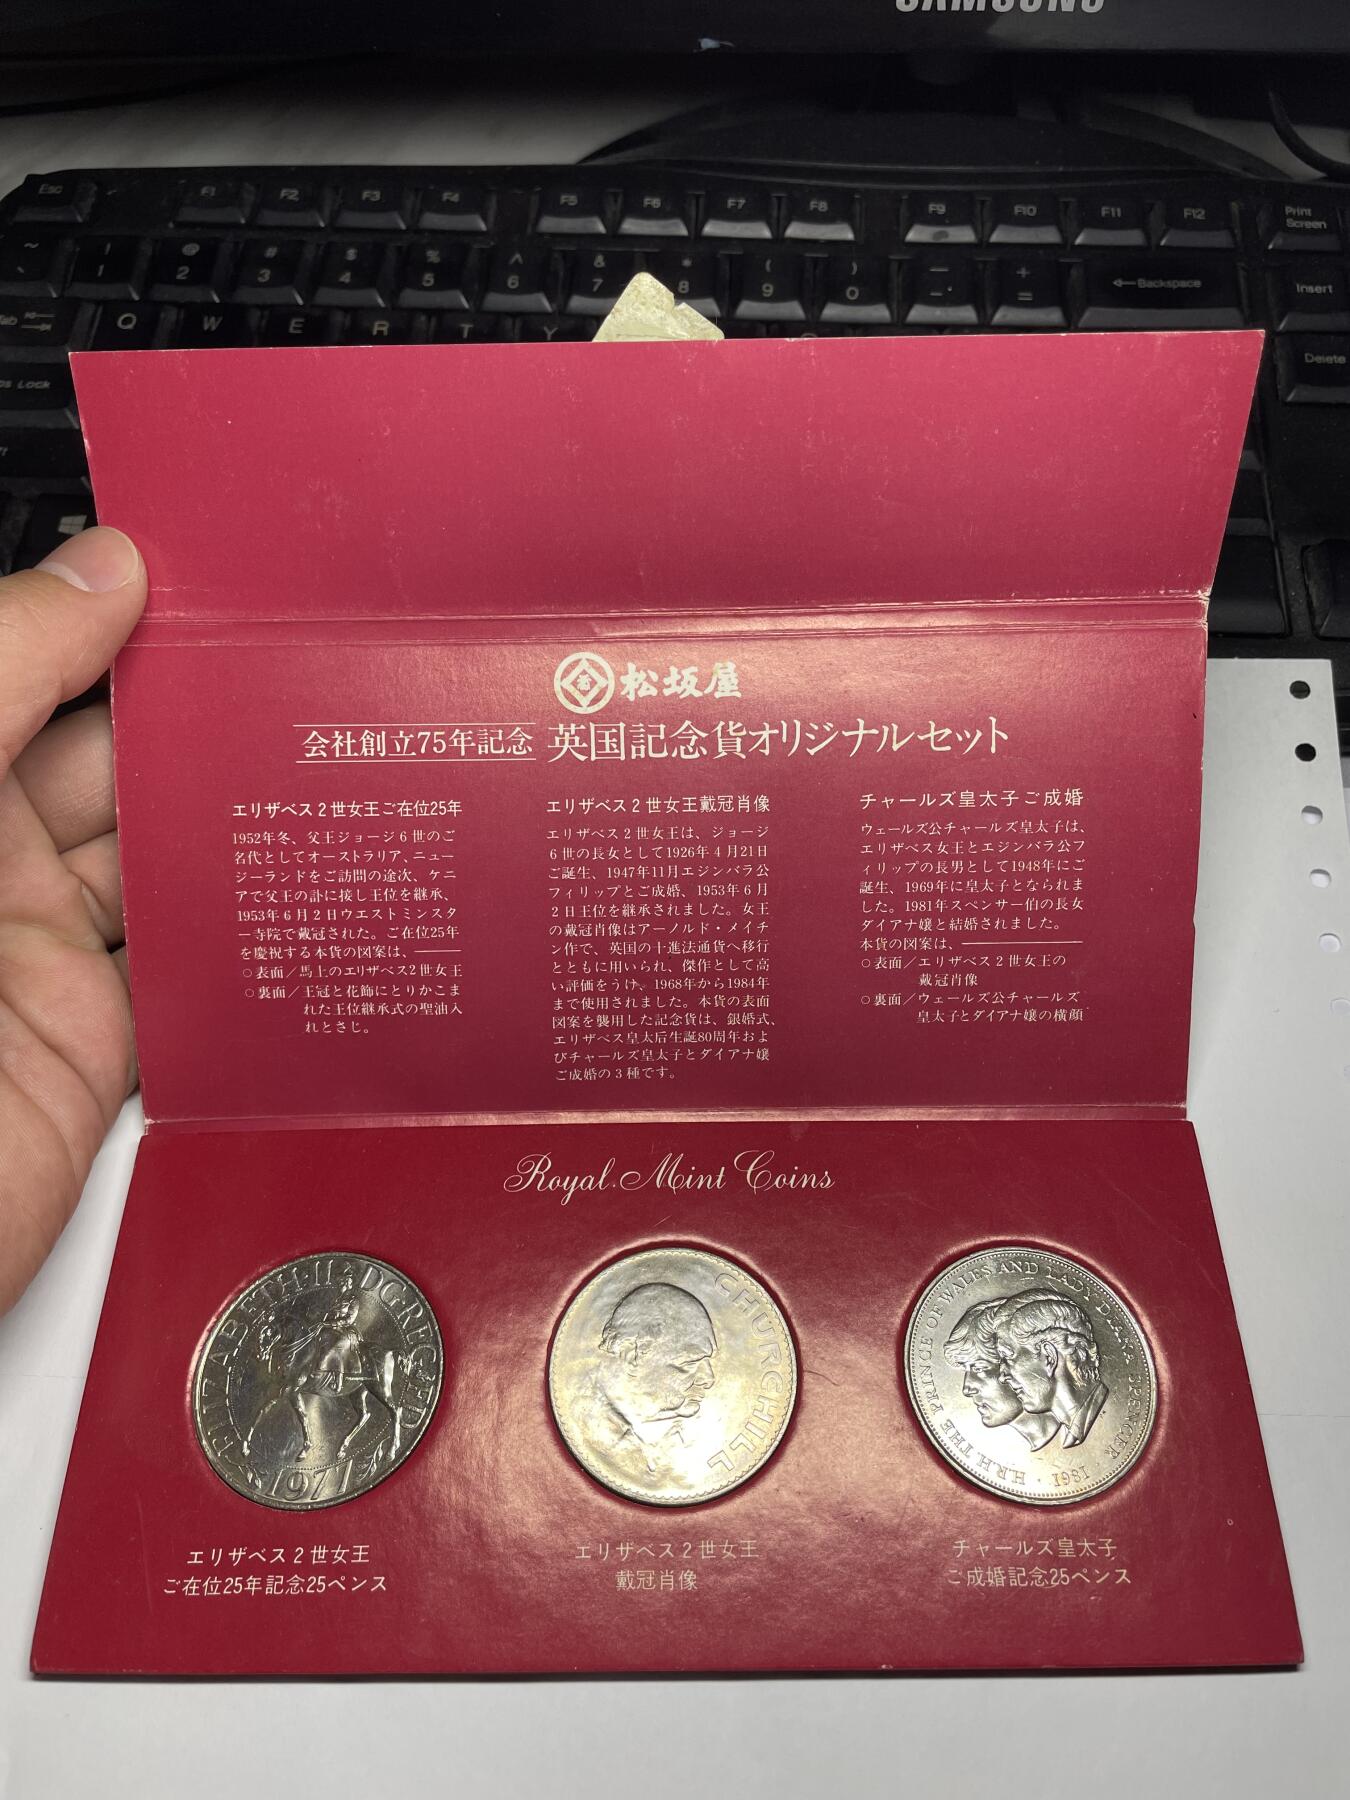 SAMSUNG
Esc
F1
F2
F3
F4
F5
F6
F7
F8
F9
F10
F11
F12
Print
Screen
~
!
1
@
2
#
3
$
4
%
5
^
6
&
7
*
8
(
9
)
0
+
=
Backspace
Insert
Tab
Q
W
E
R
T
Y
Delete
松坂屋
会社創立75年記念 英国記念貨オリジナルセット
エリザベス2世女王ご在位25年
1952年冬、父王ジョージ6世のご
名代としてオーストラリア、ニュー
ジーランドをご訪問の途次、ケニ
アで父王の訃に接し王位を継承、
1953年6月2日ウエストミンスタ
ー寺院で戴冠された。ご在位25年
を慶祝する本貨の図案は、———
○表面／馬上のエリザベス2世女王
○裏面／王冠と花飾にとりかこま
れた王位継承式の聖油入
れとさじ。
エリザベス2世女王戴冠肖像
エリザベス2世女王は、ジョージ
6世の長女として1926年4月21日
ご誕生、1947年11月エジンバラ公
フィリップとご成婚、1953年6月
2日王位を継承されました。女王
の戴冠肖像はアーノルド・メイチ
ン作で、英国の十進法通貨へ移行
とともに用いられ、傑作として高
い評価をうけ、1968年から1984年
まで使用されました。本貨の表面
図案を襲用した記念貨は、銀婚式、
エリザベス皇太后生誕80周年およ
びチャールズ皇太子とダイアナ嬢
ご成婚の3種です。
チャールズ皇太子ご成婚
ウェールズ公チャールズ皇太子は、
エリザベス女王とエジンバラ公フ
ィリップの長男として1948年にご
誕生、1969年に皇太子となられま
した。1981年スペンサー伯の長女
ダイアナ嬢と結婚されました。
本貨の図案は、———
○表面／エリザベス2世女王の
戴冠肖像
○裏面／ウェールズ公チャールズ
皇太子とダイアナ嬢の横顔
Royal Mint Coins
ELIZABETH·II DG·REG·FD
1977
CHURCHILL
H.R.H. THE PRINCE OF WALES AND LADY DIANA SPENCER
· 1981 ·
エリザベス2世女王
ご在位25年記念25ペンス
エリザベス2世女王
戴冠肖像
チャールズ皇太子
ご成婚記念25ペンス